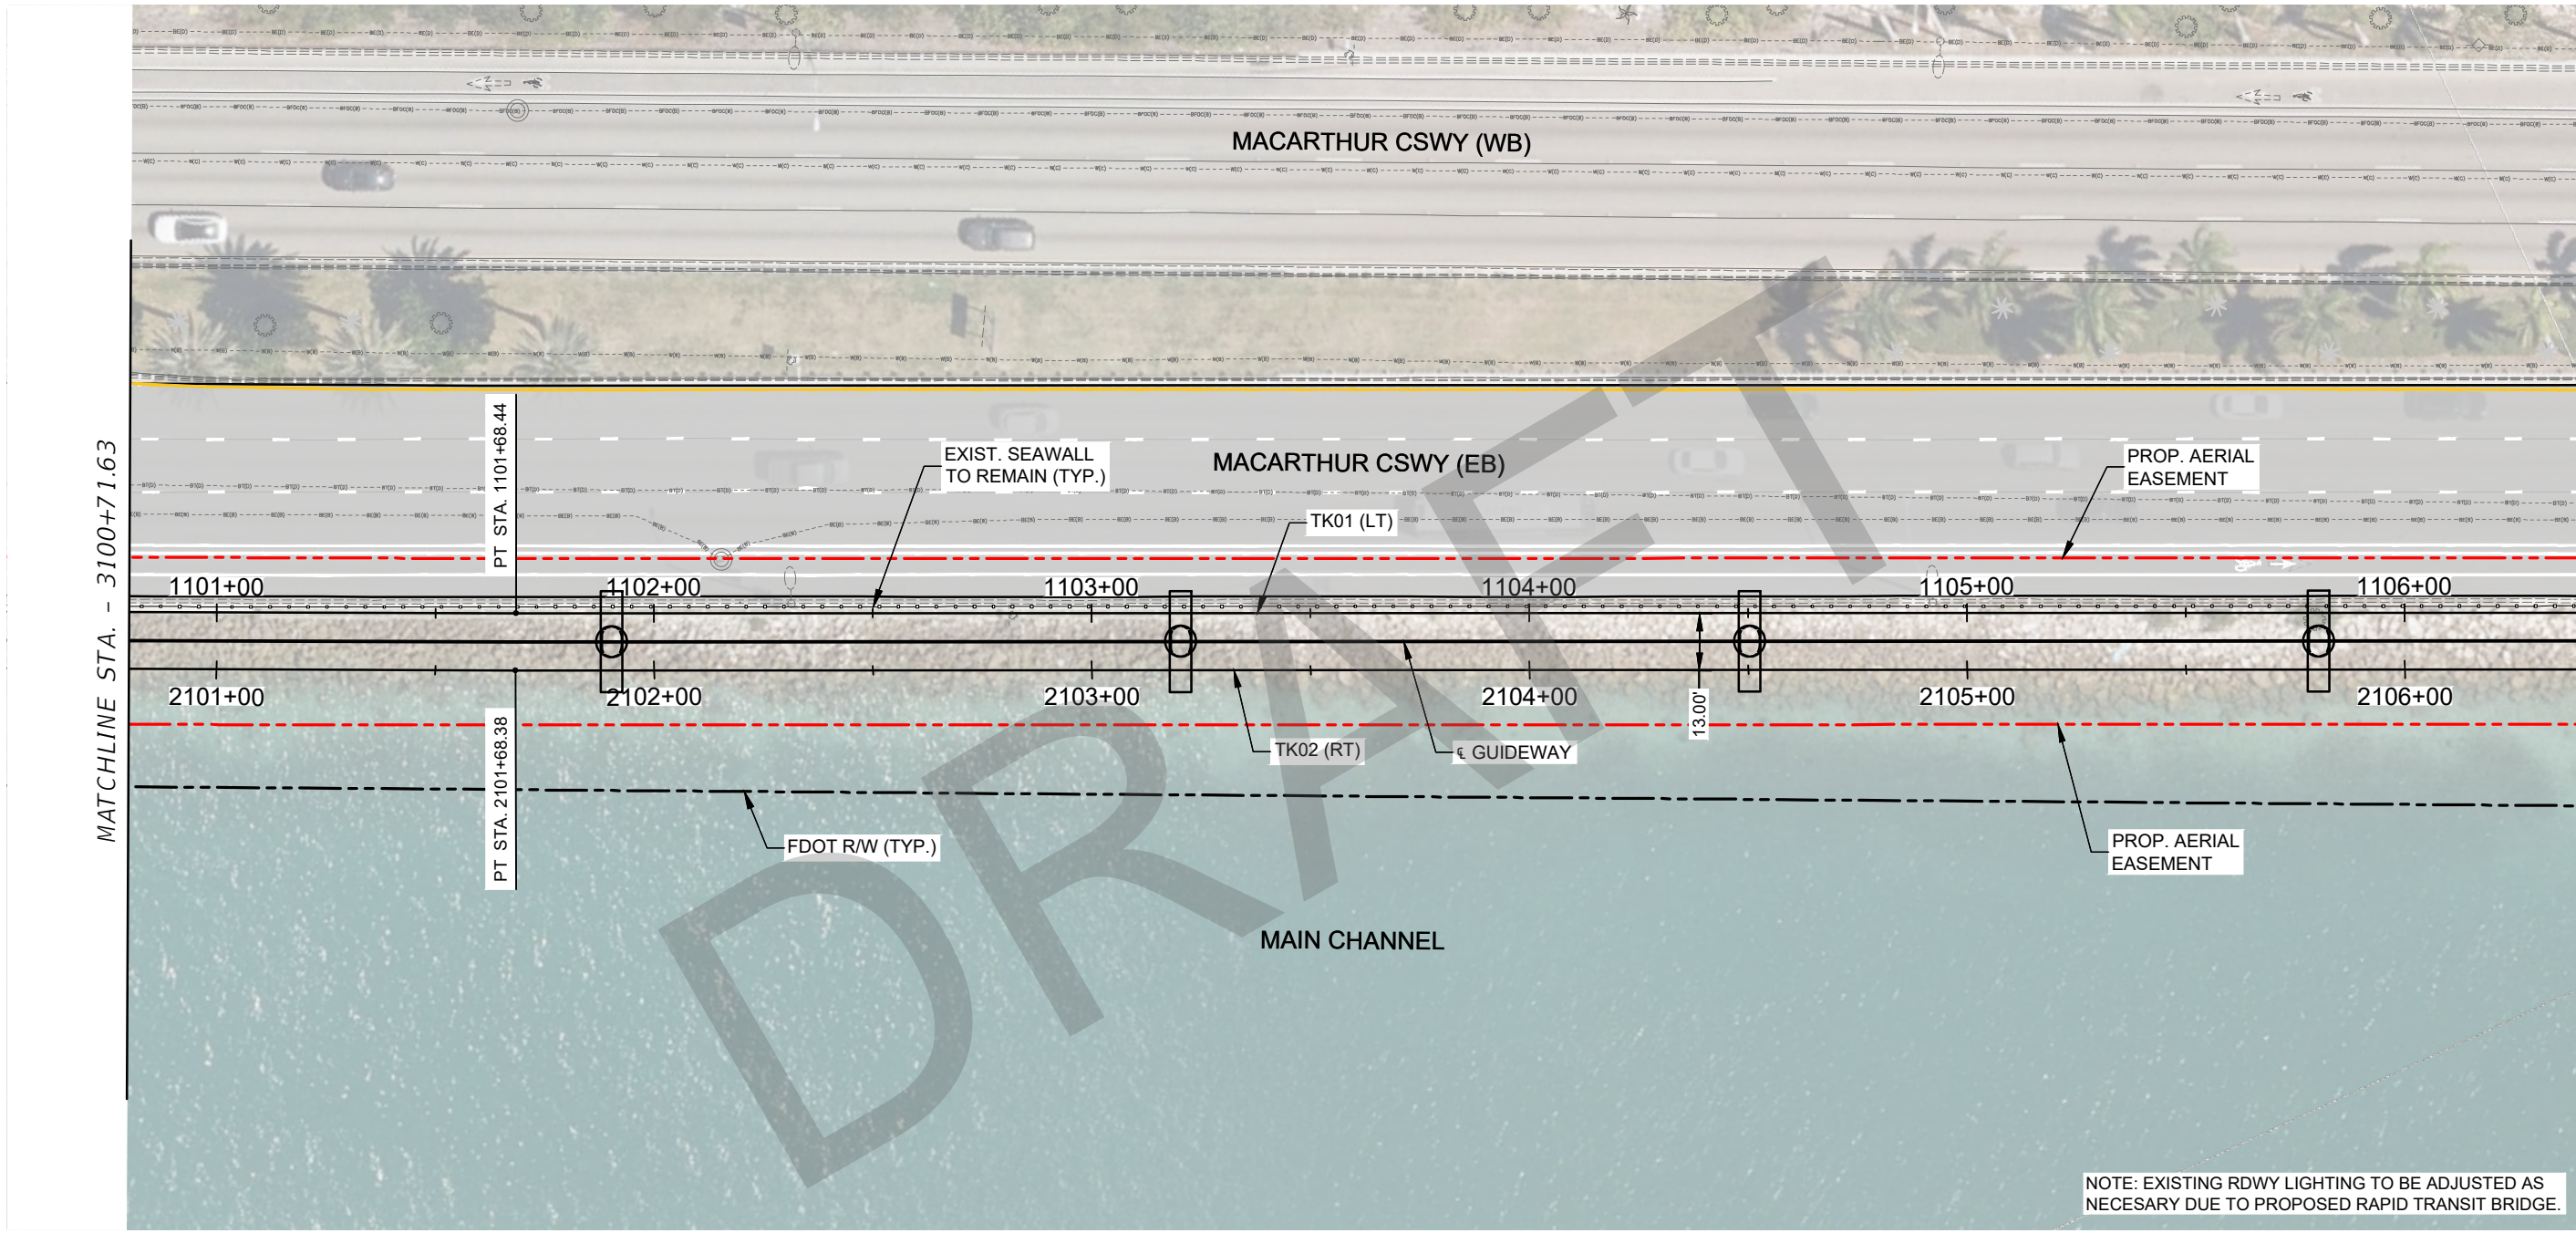 MACARTHUR CSWY (WB)
MATCHLINE STA. - 3100+71.63
PT STA. 1101+68.44
EXIST. SEAWALL
TO REMAIN (TYP.)
MACARTHUR CSWY (EB)
PROP. AERIAL
EASEMENT
TK01 (LT)
1101+00
1102+00
1103+00
1104+00
1105+00
1106+00
2101+00
2102+00
2103+00
2104+00
2105+00
2106+00
13.00'
PT STA. 2101+68.38
TK02 (RT)
℄ GUIDEWAY
FDOT R/W (TYP.)
PROP. AERIAL
EASEMENT
MAIN CHANNEL
DRAFT
NOTE: EXISTING RDWY LIGHTING TO BE ADJUSTED AS
NECESARY DUE TO PROPOSED RAPID TRANSIT BRIDGE.